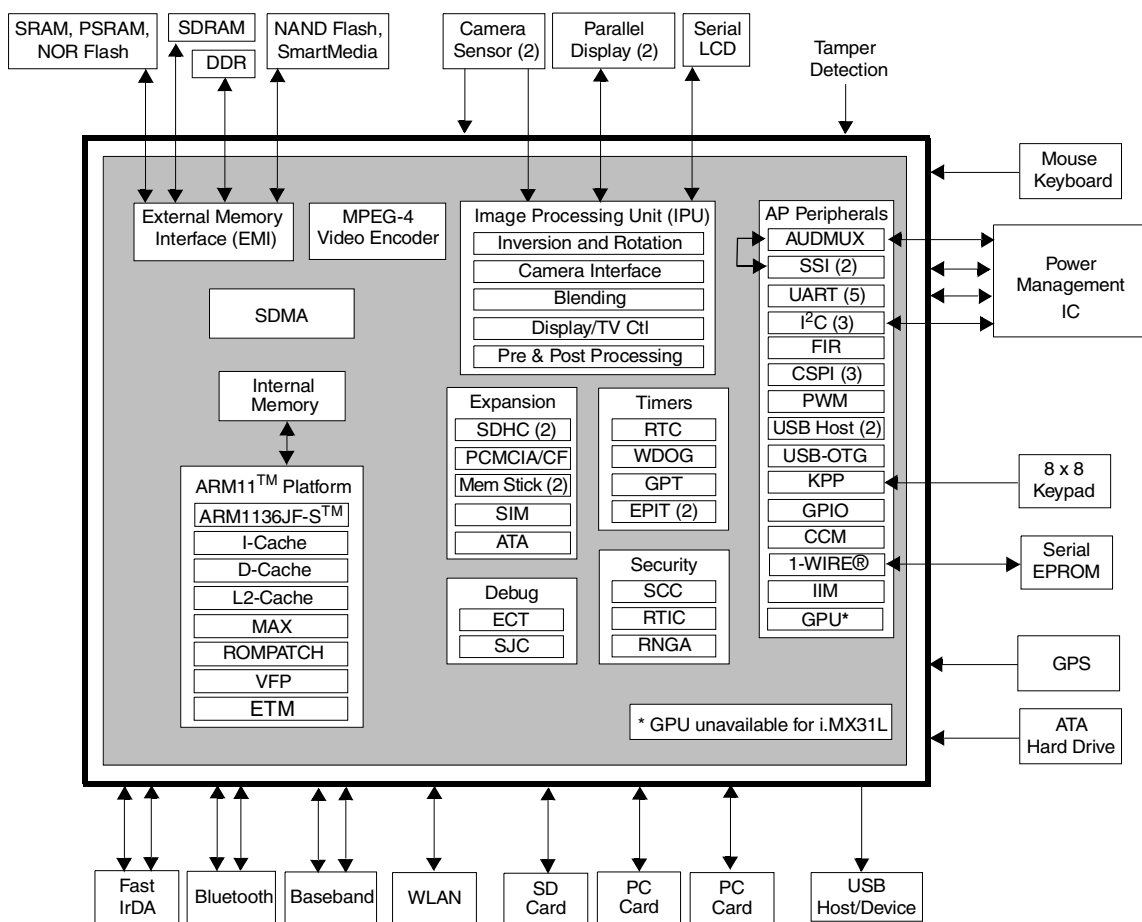 SRAM, PSRAM,
NOR Flash
SDRAM
DDR
NAND Flash,
SmartMedia
Camera
Sensor (2)
Parallel
Display (2)
Serial
LCD
Tamper
Detection
External Memory
Interface (EMI)
MPEG-4
Video Encoder
SDMA
Internal
Memory
ARM11™ Platform
ARM1136JF-S™
I-Cache
D-Cache
L2-Cache
MAX
ROMPATCH
VFP
ETM
Image Processing Unit (IPU)
Inversion and Rotation
Camera Interface
Blending
Display/TV Ctl
Pre & Post Processing
Expansion
SDHC (2)
PCMCIA/CF
Mem Stick (2)
SIM
ATA
Debug
ECT
SJC
Timers
RTC
WDOG
GPT
EPIT (2)
Security
SCC
RTIC
RNGA
AP Peripherals
AUDMUX
SSI (2)
UART (5)
I²C (3)
FIR
CSPI (3)
PWM
USB Host (2)
USB-OTG
KPP
GPIO
CCM
1-WIRE®
IIM
GPU*
* GPU unavailable for i.MX31L
Mouse
Keyboard
Power
Management
IC
8 x 8
Keypad
Serial
EPROM
GPS
ATA
Hard Drive
Fast
IrDA
Bluetooth
Baseband
WLAN
SD
Card
PC
Card
PC
Card
USB
Host/Device